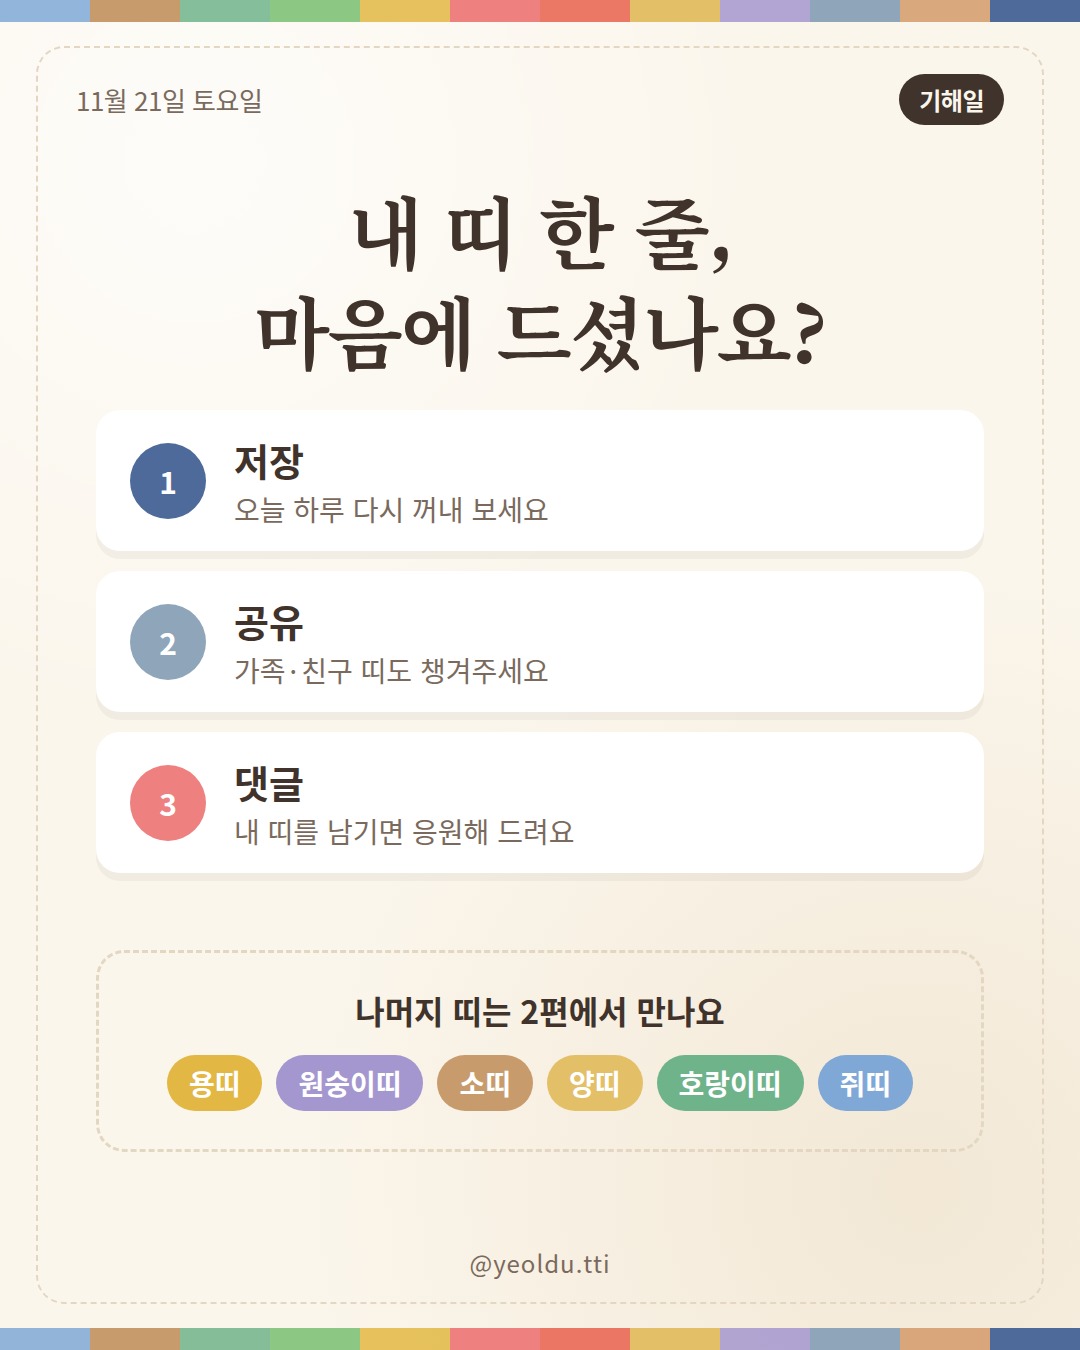 11월 21일 토요일
기해일
내 띠 한 줄,
마음에 드셨나요?
1
저장
오늘 하루 다시 꺼내 보세요
2
공유
가족·친구 띠도 챙겨주세요
3
댓글
내 띠를 남기면 응원해 드려요
나머지 띠는 2편에서 만나요
용띠 원숭이띠 소띠 양띠 호랑이띠 쥐띠
@yeoldu.tti